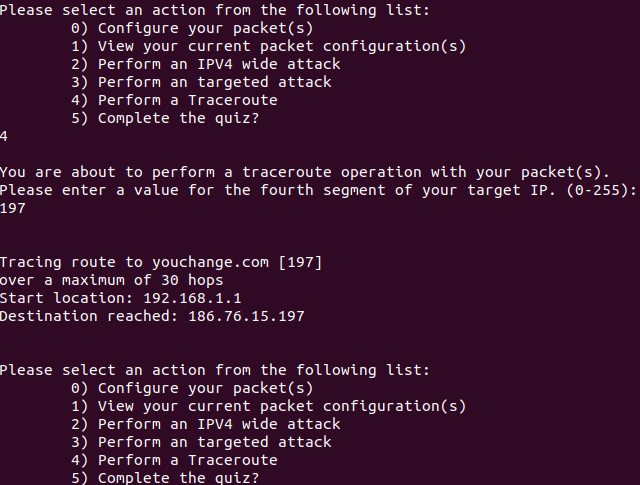 Please select an action from the following list:
0) Configure your packet(s)
1) View your current packet configuration(s)
2) Perform an IPV4 wide attack
3) Perform an targeted attack
4) Perform a Traceroute
5) Complete the quiz?
4
You are about to perform a traceroute operation with your packet(s).
Please enter a value for the fourth segment of your target IP. (0-255):
197
Tracing route to youchange.com [197]
over a maximum of 30 hops
Start location: 192.168.1.1
Destination reached: 186.76.15.197
Please select an action from the following list:
0) Configure your packet(s)
1) View your current packet configuration(s)
2) Perform an IPV4 wide attack
3) Perform an targeted attack
4) Perform a Traceroute
5) Complete the quiz?